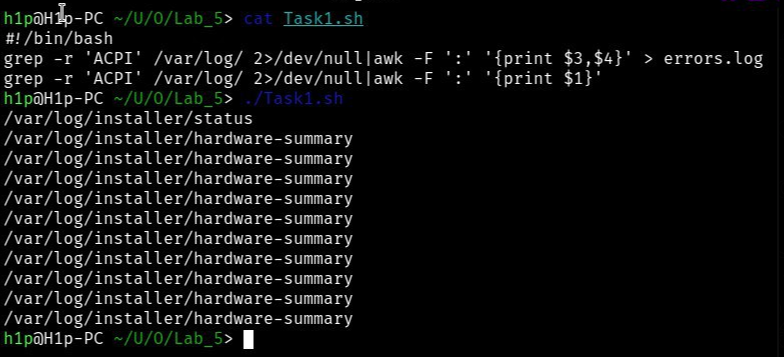 h1p@H1p-PC ~/U/O/Lab_5> cat Task1.sh
#!/bin/bash
grep -r 'ACPI' /var/log/ 2>/dev/null|awk -F ':' '{print $3,$4}' > errors.log
grep -r 'ACPI' /var/log/ 2>/dev/null|awk -F ':' '{print $1}'
h1p@H1p-PC ~/U/O/Lab_5> ./Task1.sh
/var/log/installer/status
/var/log/installer/hardware-summary
/var/log/installer/hardware-summary
/var/log/installer/hardware-summary
/var/log/installer/hardware-summary
/var/log/installer/hardware-summary
/var/log/installer/hardware-summary
/var/log/installer/hardware-summary
/var/log/installer/hardware-summary
/var/log/installer/hardware-summary
/var/log/installer/hardware-summary
h1p@H1p-PC ~/U/O/Lab_5>